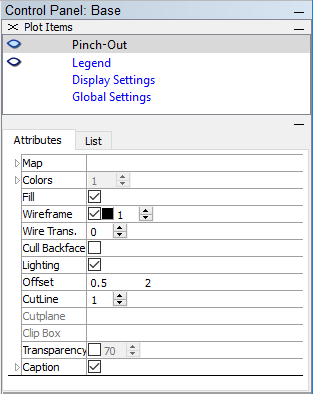 Control Panel: Base
Plot Items
Pinch-Out
Legend
Display Settings
Global Settings
Attributes List
Map
Colors 1
Fill
Wireframe 1
Wire Trans. 0
Cull Backface
Lighting
Offset 0.5 2
CutLine 1
Cutplane
Clip Box
Transparency 70
Caption